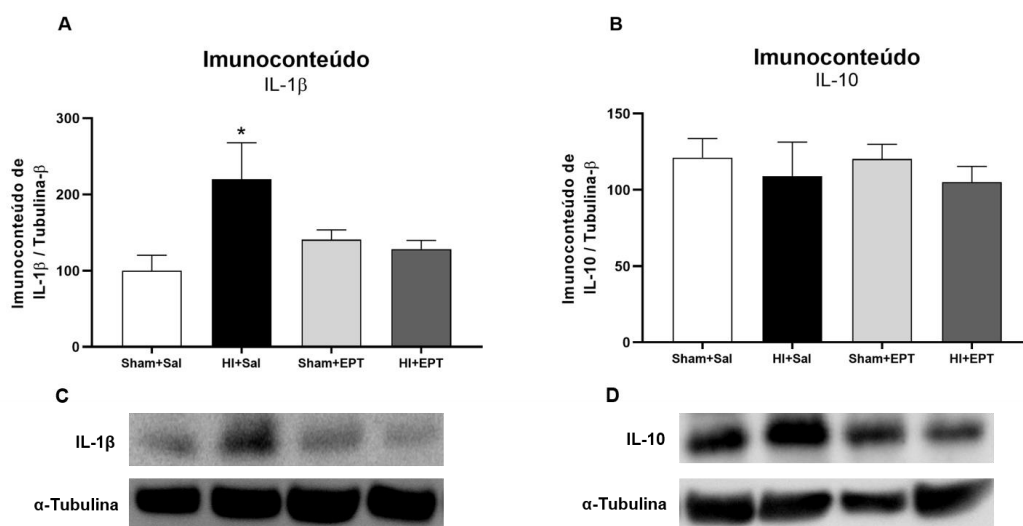 A
Imunoconteúdo
IL-1β
Imunoconteúdo de
IL-1β / Tubulina-β
300
200
100
0
*
Sham+Sal HI+Sal Sham+EPT HI+EPT
B
Imunoconteúdo
IL-10
Imunoconteúdo de
IL-10 / Tubulina-β
150
100
50
0
Sham+Sal HI+Sal Sham+EPT HI+EPT
C
IL-1β
α-Tubulina
D
IL-10
α-Tubulina